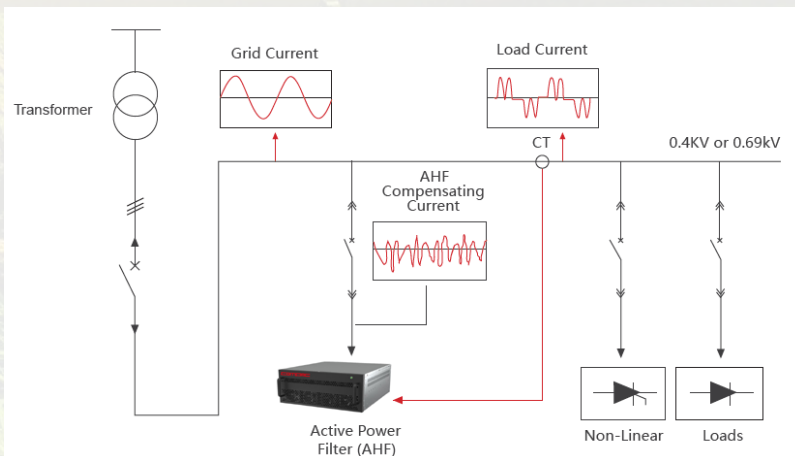 Grid Current
Load Current
Transformer
CT
0.4KV or 0.69kV
AHF
Compensating
Current
Active Power
Filter (AHF)
Non-Linear
Loads